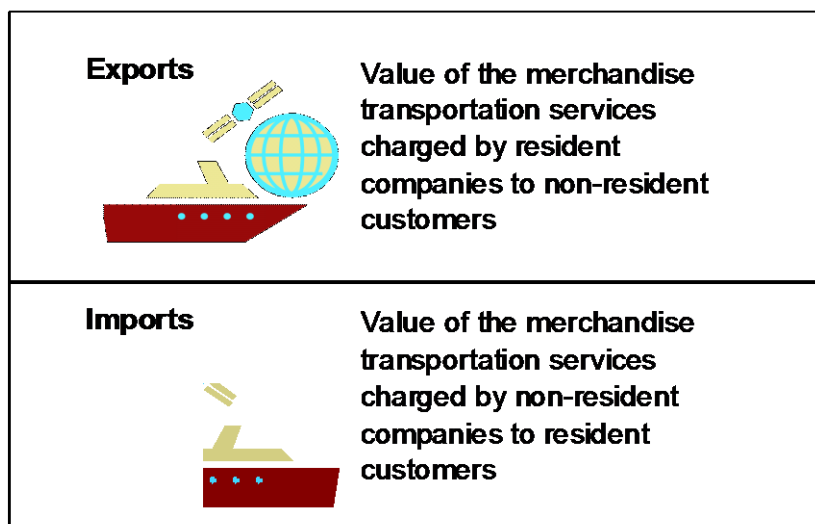 Exports
Value of the merchandise
transportation services
charged by resident
companies to non-resident
customers
Imports
Value of the merchandise
transportation services
charged by non-resident
companies to resident
customers